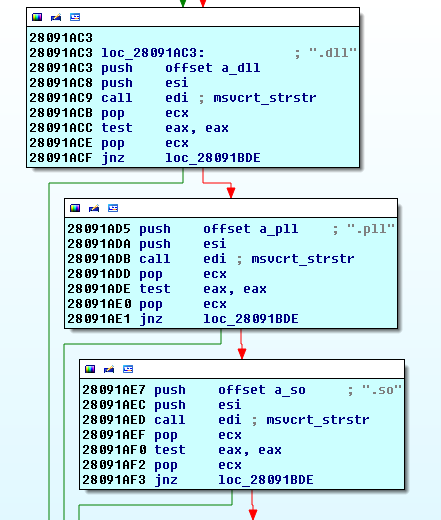 28091AC3
28091AC3 loc_28091AC3: ; ".dll"
28091AC3 push offset a_dll
28091AC8 push esi
28091AC9 call edi ; msvcrt_strstr
28091ACB pop ecx
28091ACC test eax, eax
28091ACE pop ecx
28091ACF jnz loc_28091BDE
28091AD5 push offset a_pll ; ".pll"
28091ADA push esi
28091ADB call edi ; msvcrt_strstr
28091ADD pop ecx
28091ADE test eax, eax
28091AE0 pop ecx
28091AE1 jnz loc_28091BDE
28091AE7 push offset a_so ; ".so"
28091AEC push esi
28091AED call edi ; msvcrt_strstr
28091AEF pop ecx
28091AF0 test eax, eax
28091AF2 pop ecx
28091AF3 jnz loc_28091BDE